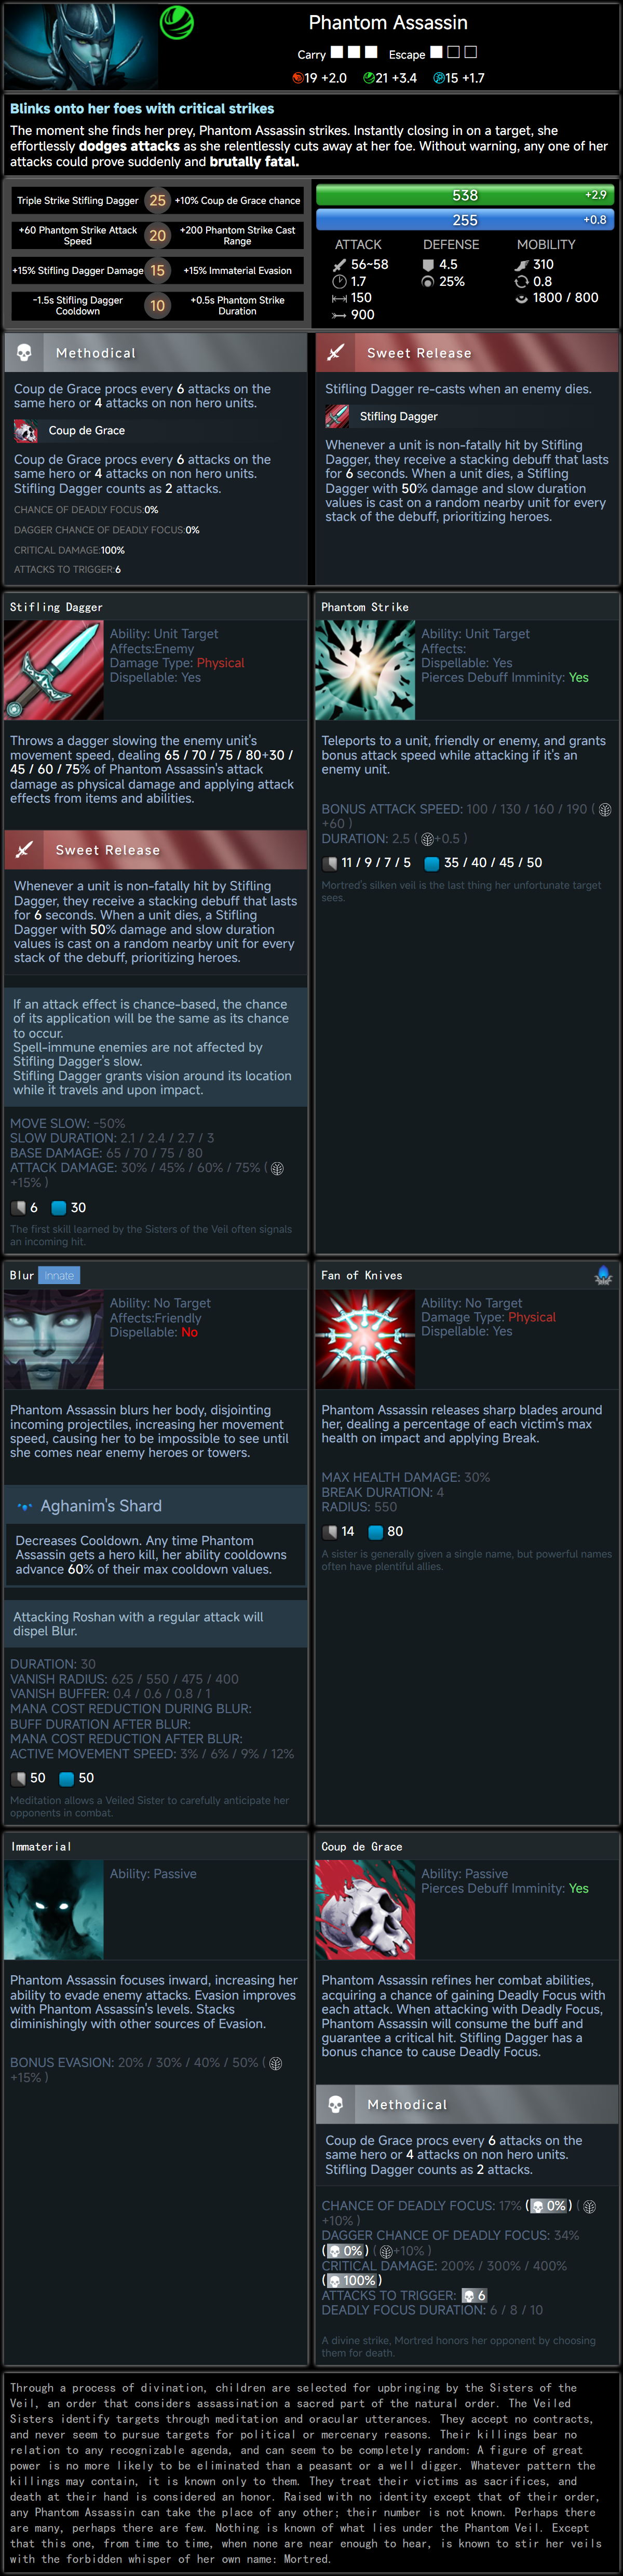 Phantom Assassin
Carry Escape
19 +2.0 21 +3.4 15 +1.7
Blinks onto her foes with critical strikes
The moment she finds her prey, Phantom Assassin strikes. Instantly closing in on a target, she
effortlessly dodges attacks as she relentlessly cuts away at her foe. Without warning, any one of her
attacks could prove suddenly and brutally fatal.
Triple Strike Stifling Dagger 25 +10% Coup de Grace chance
+60 Phantom Strike Attack
Speed
20
+200 Phantom Strike Cast
Range
+15% Stifling Dagger Damage 15 +15% Immaterial Evasion
-1.5s Stifling Dagger
Cooldown
10
+0.5s Phantom Strike
Duration
538 +2.9
255 +0.8
ATTACK DEFENSE MOBILITY
56~58 4.5 310
1.7 25% 0.8
150 1800 / 800
900
Methodical
Coup de Grace procs every 6 attacks on the
same hero or 4 attacks on non hero units.
Coup de Grace
Coup de Grace procs every 6 attacks on the
same hero or 4 attacks on non hero units.
Stifling Dagger counts as 2 attacks.
CHANCE OF DEADLY FOCUS:0%
DAGGER CHANCE OF DEADLY FOCUS:0%
CRITICAL DAMAGE:100%
ATTACKS TO TRIGGER:6
Sweet Release
Stifling Dagger re-casts when an enemy dies.
Stifling Dagger
Whenever a unit is non-fatally hit by Stifling
Dagger, they receive a stacking debuff that lasts
for 6 seconds. When a unit dies, a Stifling
Dagger with 50% damage and slow duration
values is cast on a random nearby unit for every
stack of the debuff, prioritizing heroes.
Stifling Dagger
Ability: Unit Target
Affects:Enemy
Damage Type: Physical
Dispellable: Yes
Throws a dagger slowing the enemy unit's
movement speed, dealing 65 / 70 / 75 / 80+30 /
45 / 60 / 75% of Phantom Assassin's attack
damage as physical damage and applying attack
effects from items and abilities.
Sweet Release
Whenever a unit is non-fatally hit by Stifling
Dagger, they receive a stacking debuff that lasts
for 6 seconds. When a unit dies, a Stifling
Dagger with 50% damage and slow duration
values is cast on a random nearby unit for every
stack of the debuff, prioritizing heroes.
If an attack effect is chance-based, the chance
of its application will be the same as its chance
to occur.
Spell-immune enemies are not affected by
Stifling Dagger's slow.
Stifling Dagger grants vision around its location
while it travels and upon impact.
MOVE SLOW: -50%
SLOW DURATION: 2.1 / 2.4 / 2.7 / 3
BASE DAMAGE: 65 / 70 / 75 / 80
ATTACK DAMAGE: 30% / 45% / 60% / 75% (
+15% )
6 30
The first skill learned by the Sisters of the Veil often signals
an incoming hit.
Phantom Strike
Ability: Unit Target
Affects:
Dispellable: Yes
Pierces Debuff Imminity: Yes
Teleports to a unit, friendly or enemy, and grants
bonus attack speed while attacking if it's an
enemy unit.
BONUS ATTACK SPEED: 100 / 130 / 160 / 190 (
+60 )
DURATION: 2.5 ( +0.5 )
11 / 9 / 7 / 5 35 / 40 / 45 / 50
Mortred's silken veil is the last thing her unfortunate target
sees.
Blur Innate
Ability: No Target
Affects:Friendly
Dispellable: No
Phantom Assassin blurs her body, disjointing
incoming projectiles, increasing her movement
speed, causing her to be impossible to see until
she comes near enemy heroes or towers.
Aghanim's Shard
Decreases Cooldown. Any time Phantom
Assassin gets a hero kill, her ability cooldowns
advance 60% of their max cooldown values.
Attacking Roshan with a regular attack will
dispel Blur.
DURATION: 30
VANISH RADIUS: 625 / 550 / 475 / 400
VANISH BUFFER: 0.4 / 0.6 / 0.8 / 1
MANA COST REDUCTION DURING BLUR:
BUFF DURATION AFTER BLUR:
MANA COST REDUCTION AFTER BLUR:
ACTIVE MOVEMENT SPEED: 3% / 6% / 9% / 12%
50 50
Meditation allows a Veiled Sister to carefully anticipate her
opponents in combat.
Fan of Knives
Ability: No Target
Damage Type: Physical
Dispellable: Yes
Phantom Assassin releases sharp blades around
her, dealing a percentage of each victim's max
health on impact and applying Break.
MAX HEALTH DAMAGE: 30%
BREAK DURATION: 4
RADIUS: 550
14 80
A sister is generally given a single name, but powerful names
often have plentiful allies.
Immaterial
Ability: Passive
Phantom Assassin focuses inward, increasing her
ability to evade enemy attacks. Evasion improves
with Phantom Assassin's levels. Stacks
diminishingly with other sources of Evasion.
BONUS EVASION: 20% / 30% / 40% / 50% (
+15% )
Coup de Grace
Ability: Passive
Pierces Debuff Imminity: Yes
Phantom Assassin refines her combat abilities,
acquiring a chance of gaining Deadly Focus with
each attack. When attacking with Deadly Focus,
Phantom Assassin will consume the buff and
guarantee a critical hit. Stifling Dagger has a
bonus chance to cause Deadly Focus.
Methodical
Coup de Grace procs every 6 attacks on the
same hero or 4 attacks on non hero units.
Stifling Dagger counts as 2 attacks.
CHANCE OF DEADLY FOCUS: 17% ( 0% ) (
+10% )
DAGGER CHANCE OF DEADLY FOCUS: 34%
( 0% ) ( +10% )
CRITICAL DAMAGE: 200% / 300% / 400%
( 100% )
ATTACKS TO TRIGGER: 6
DEADLY FOCUS DURATION: 6 / 8 / 10
A divine strike, Mortred honors her opponent by choosing
them for death.
Through a process of divination, children are selected for upbringing by the Sisters of the
Veil, an order that considers assassination a sacred part of the natural order. The Veiled
Sisters identify targets through meditation and oracular utterances. They accept no contracts,
and never seem to pursue targets for political or mercenary reasons. Their killings bear no
relation to any recognizable agenda, and can seem to be completely random: A figure of great
power is no more likely to be eliminated than a peasant or a well digger. Whatever pattern the
killings may contain, it is known only to them. They treat their victims as sacrifices, and
death at their hand is considered an honor. Raised with no identity except that of their order,
any Phantom Assassin can take the place of any other; their number is not known. Perhaps there
are many, perhaps there are few. Nothing is known of what lies under the Phantom Veil. Except
that this one, from time to time, when none are near enough to hear, is known to stir her veils
with the forbidden whisper of her own name: Mortred.